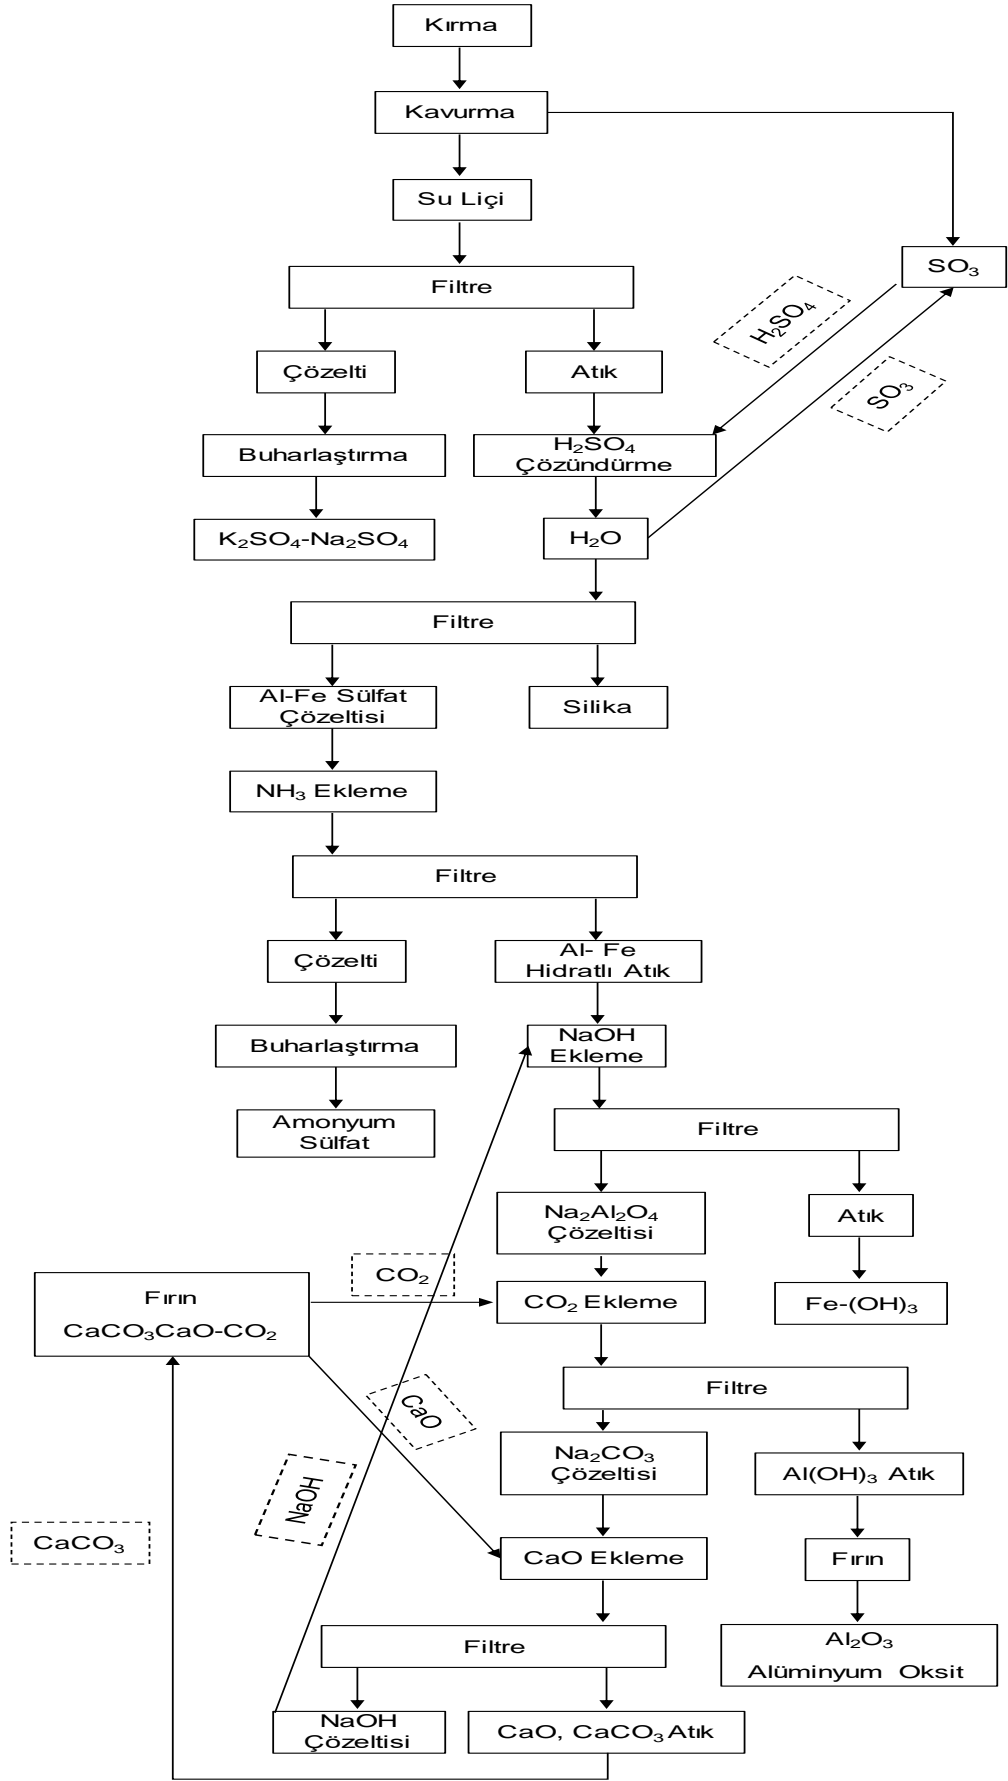 Kırma
Kavurma
Su Liçi
SO₃
Filtre
H₂SO₄
Çözelti
Atık
SO₃
Buharlaştırma
H₂SO₄
Çözündürme
K₂SO₄-Na₂SO₄
H₂O
Filtre
Al-Fe Sülfat
Çözeltisi
Silika
NH₃ Ekleme
Filtre
Çözelti
Al- Fe
Hidratlı Atık
Buharlaştırma
NaOH
Ekleme
Amonyum
Sülfat
Filtre
Na₂Al₂O₄
Çözeltisi
Atık
CO₂
Fırın
CaCO₃CaO-CO₂
CO₂ Ekleme
Fe-(OH)₃
Filtre
CaO
Na₂CO₃
Çözeltisi
Al(OH)₃ Atık
NaOH
CaCO₃
CaO Ekleme
Fırın
Filtre
Al₂O₃
Alüminyum Oksit
NaOH
Çözeltisi
CaO, CaCO₃ Atık